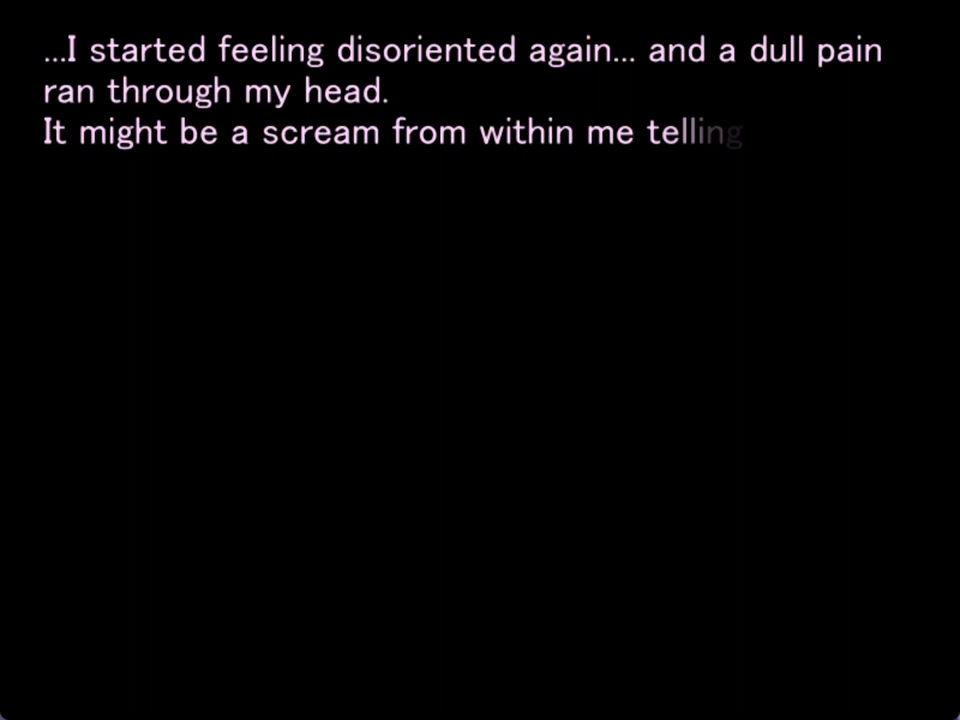 ...I started feeling disoriented again... and a dull pain
ran through my head.
It might be a scream from within me telling